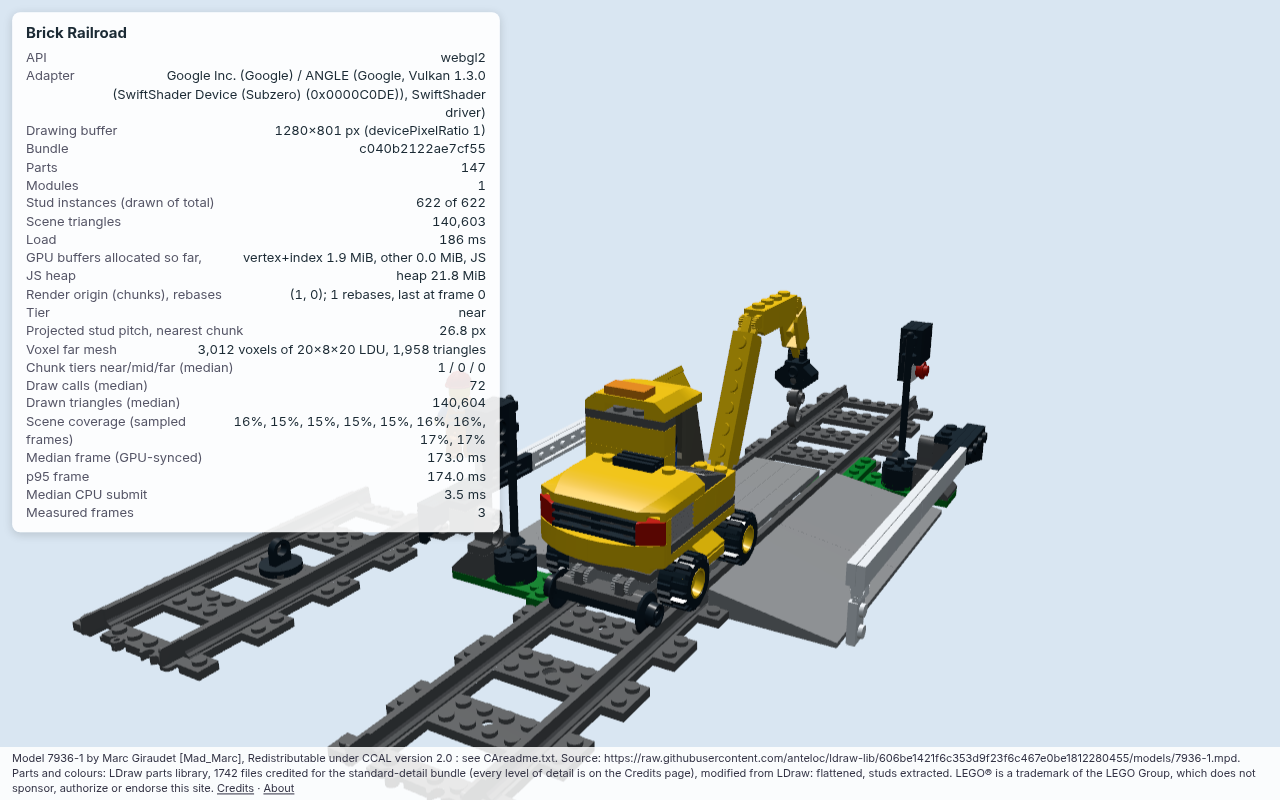 Brick Railroad
API webgl2
Adapter Google Inc. (Google) / ANGLE (Google, Vulkan 1.3.0
(SwiftShader Device (Subzero) (0x0000C0DE)), SwiftShader
driver)
Drawing buffer 1280×801 px (devicePixelRatio 1)
Bundle c040b2122ae7cf55
Parts 147
Modules 1
Stud instances (drawn of total) 622 of 622
Scene triangles 140,603
Load 186 ms
GPU buffers allocated so far, vertex+index 1.9 MiB, other 0.0 MiB, JS
JS heap heap 21.8 MiB
Render origin (chunks), rebases (1, 0); 1 rebases, last at frame 0
Tier near
Projected stud pitch, nearest chunk 26.8 px
Voxel far mesh 3,012 voxels of 20×8×20 LDU, 1,958 triangles
Chunk tiers near/mid/far (median) 1 / 0 / 0
Draw calls (median) 72
Drawn triangles (median) 140,604
Scene coverage (sampled 16%, 15%, 15%, 15%, 15%, 16%, 16%,
frames) 17%, 17%
Median frame (GPU-synced) 173.0 ms
p95 frame 174.0 ms
Median CPU submit 3.5 ms
Measured frames 3
Model 7936-1 by Marc Giraudet [Mad_Marc], Redistributable under CCAL version 2.0 : see CAreadme.txt. Source: https://raw.githubusercontent.com/anteloc/ldraw-lib/606be1421f6c353d9f23f6c467e0be1812280455/models/7936-1.mpd.
Parts and colours: LDraw parts library, 1742 files credited for the standard-detail bundle (every level of detail is on the Credits page), modified from LDraw: flattened, studs extracted. LEGO® is a trademark of the LEGO Group, which does not
sponsor, authorize or endorse this site. Credits · About